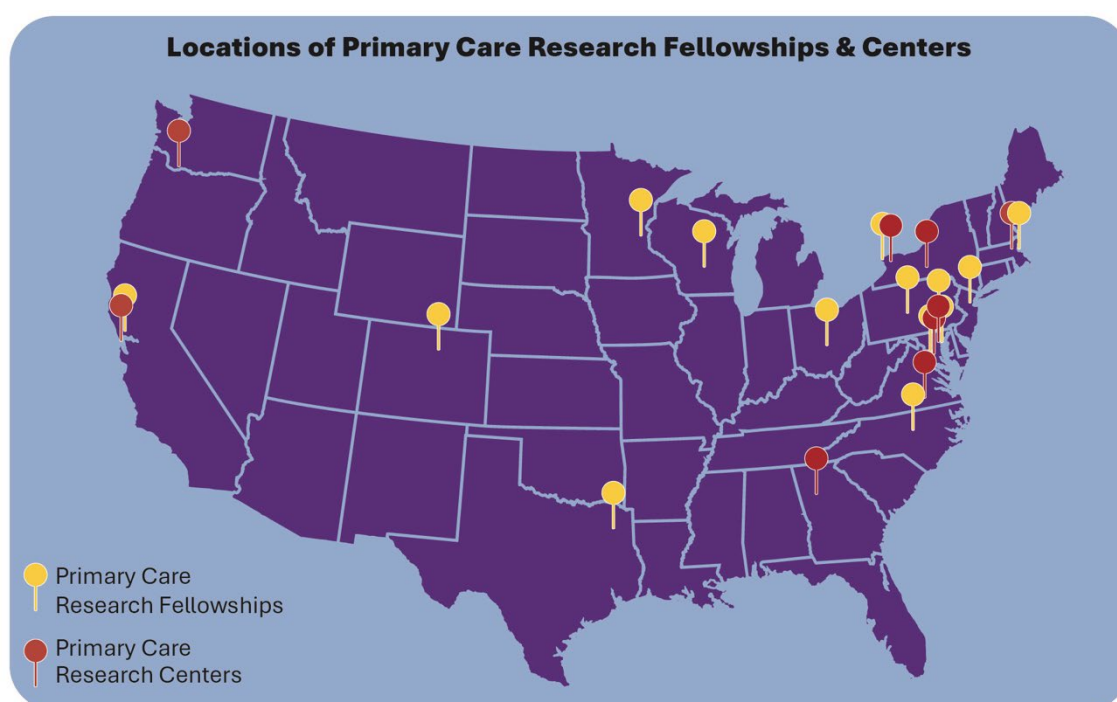 Locations of Primary Care Research Fellowships & Centers
Primary Care
Research Fellowships
Primary Care
Research Centers